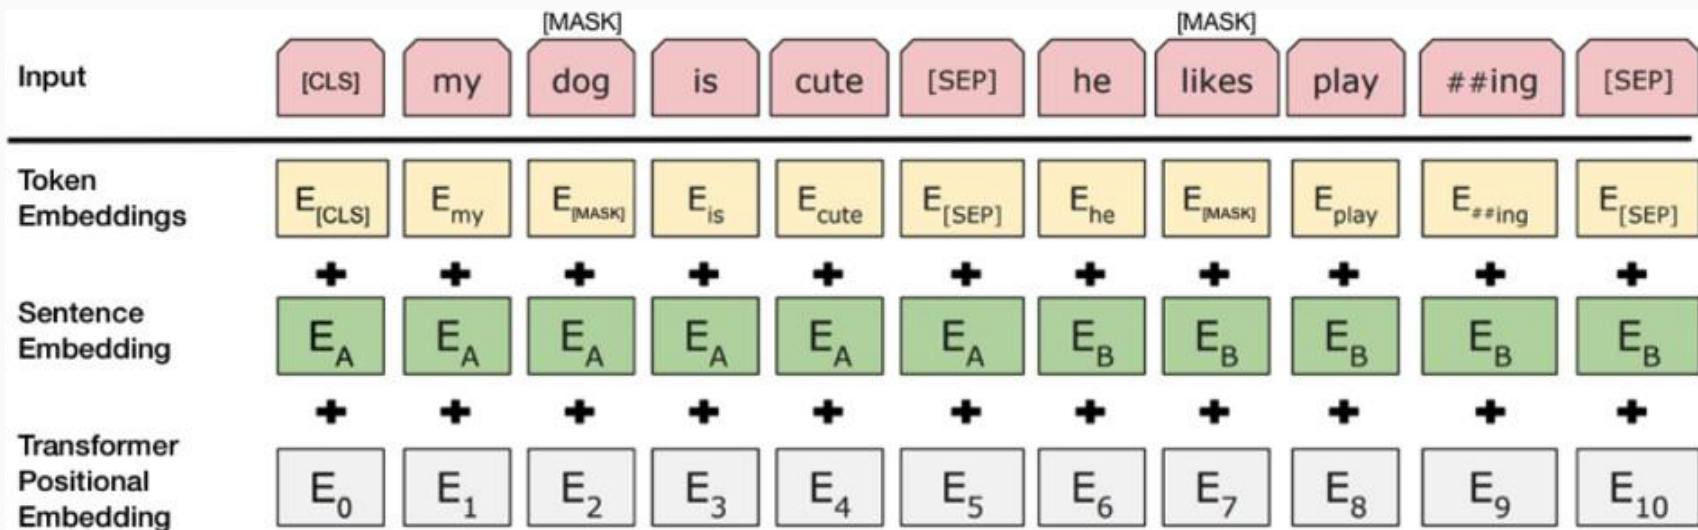 [MASK] [MASK]
Input [CLS] my dog is cute [SEP] he likes play ##ing [SEP]
Token
Embeddings E[CLS] Emy E[MASK] Eis Ecute E[SEP] Ehe E[MASK] Eplay E##ing E[SEP]
+ + + + + + + + + + +
Sentence
Embedding EA EA EA EA EA EA EB EB EB EB EB
+ + + + + + + + + + +
Transformer
Positional
Embedding E0 E1 E2 E3 E4 E5 E6 E7 E8 E9 E10